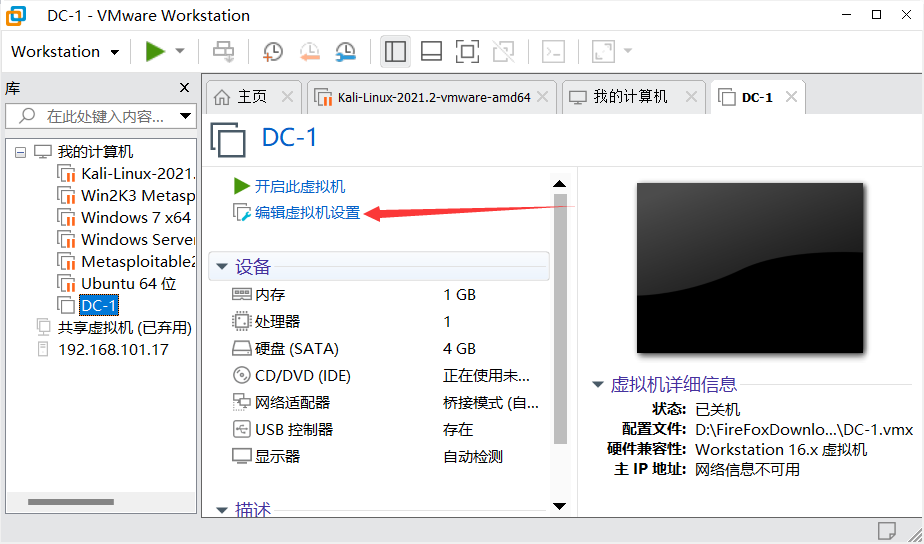 DC-1 - VMware Workstation
Workstation
库
在此处键入内容...
我的计算机
Kali-Linux-2021.
Win2K3 Metasp
Windows 7 x64
Windows Server
Metasploitable2
Ubuntu 64 位
DC-1
共享虚拟机 (已弃用)
192.168.101.17
主页
Kali-Linux-2021.2-vmware-amd64
我的计算机
DC-1
DC-1
开启此虚拟机
编辑虚拟机设置
设备
内存 1 GB
处理器 1
硬盘 (SATA) 4 GB
CD/DVD (IDE) 正在使用未...
网络适配器 桥接模式 (自...
USB 控制器 存在
显示器 自动检测
描述
虚拟机详细信息
状态: 已关机
配置文件: D:\FireFoxDownlo...\DC-1.vmx
硬件兼容性: Workstation 16.x 虚拟机
主 IP 地址: 网络信息不可用